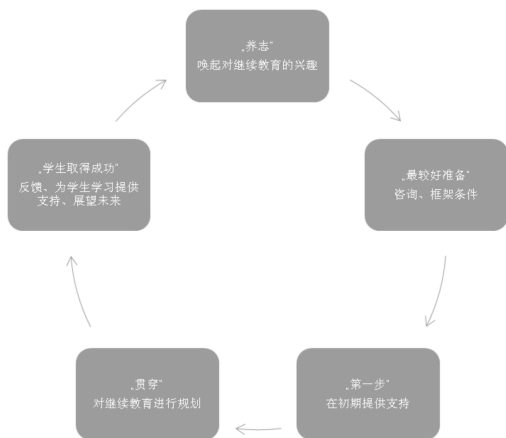 „养志“
唤起对继续教育的兴趣
„最较好准备“
咨询、框架条件
„第一步“
在初期提供支持
„贯穿“
对继续教育进行规划
„学生取得成功“
反馈、为学生学习提供
支持、展望未来